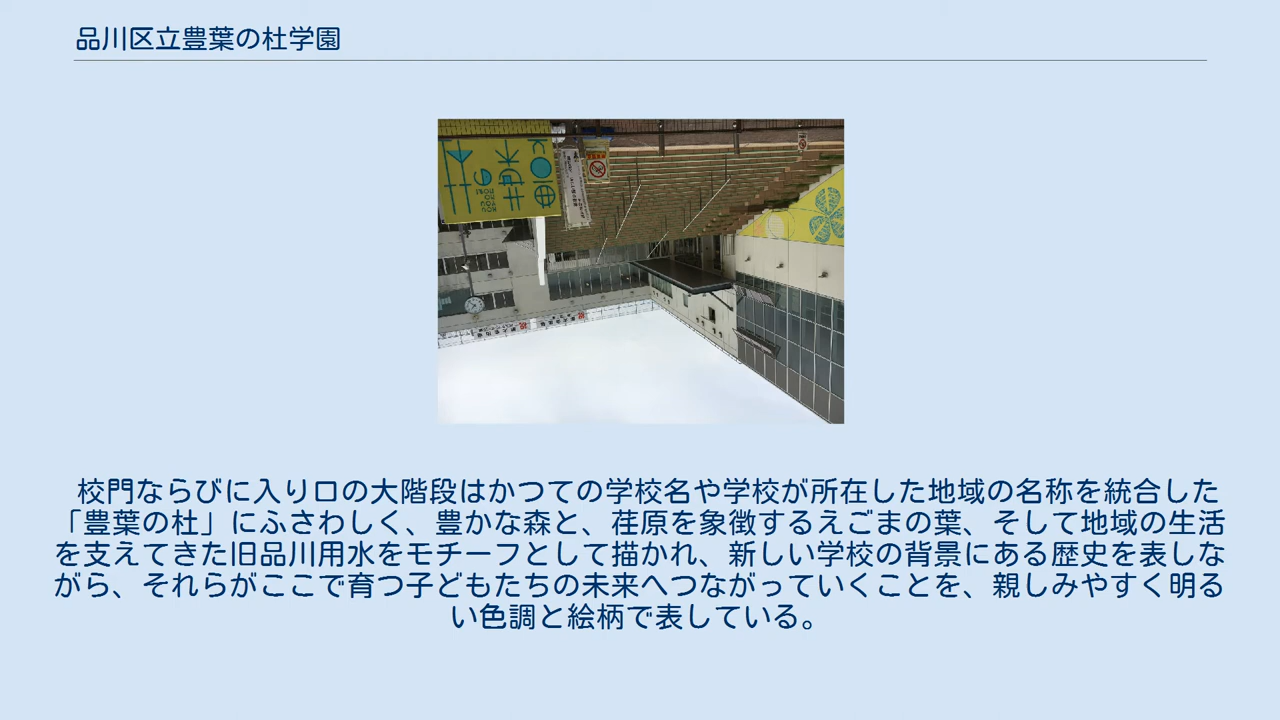 品川区立豊葉の杜学園
校門ならびに入り口の大階段はかつての学校名や学校が所在した地域の名称を統合した
「豊葉の杜」にふさわしく、豊かな森と、荏原を象徴するえごまの葉、そして地域の生活
を支えてきた旧品川用水をモチーフとして描かれ、新しい学校の背景にある歴史を表しな
がら、それらがここで育つ子どもたちの未来へつながっていくことを、親しみやすく明る
い色調と絵柄で表している。